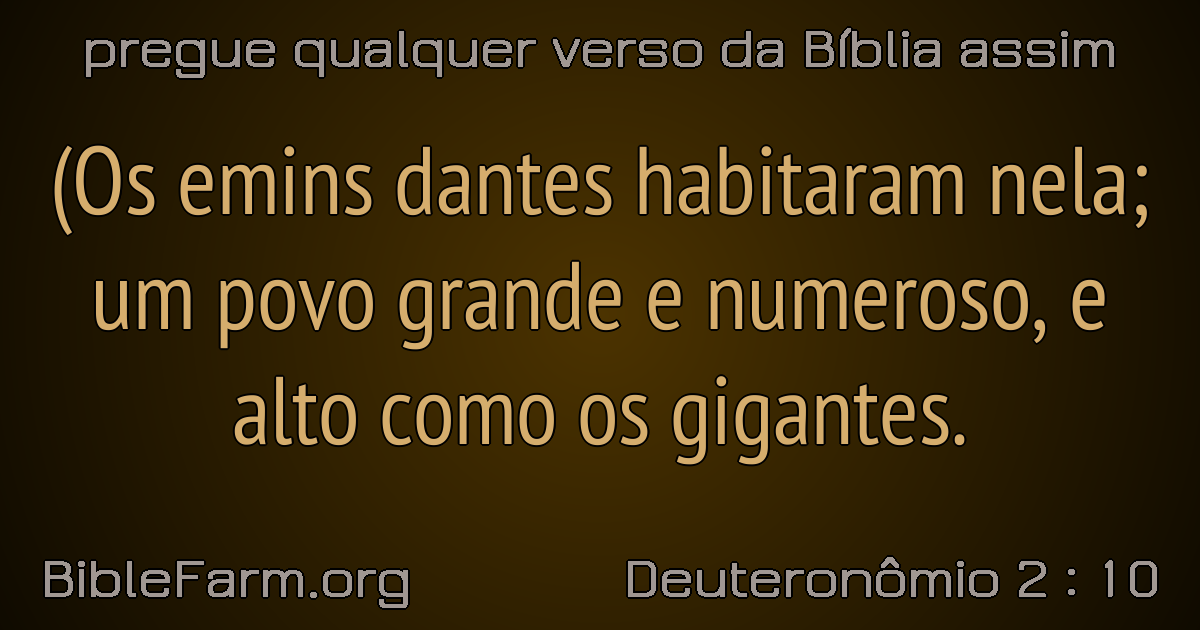 pregue qualquer verso da Bíblia assim
(Os emins dantes habitaram nela;
um povo grande e numeroso, e
alto como os gigantes.
BibleFarm.org
Deuteronômio 2 : 10